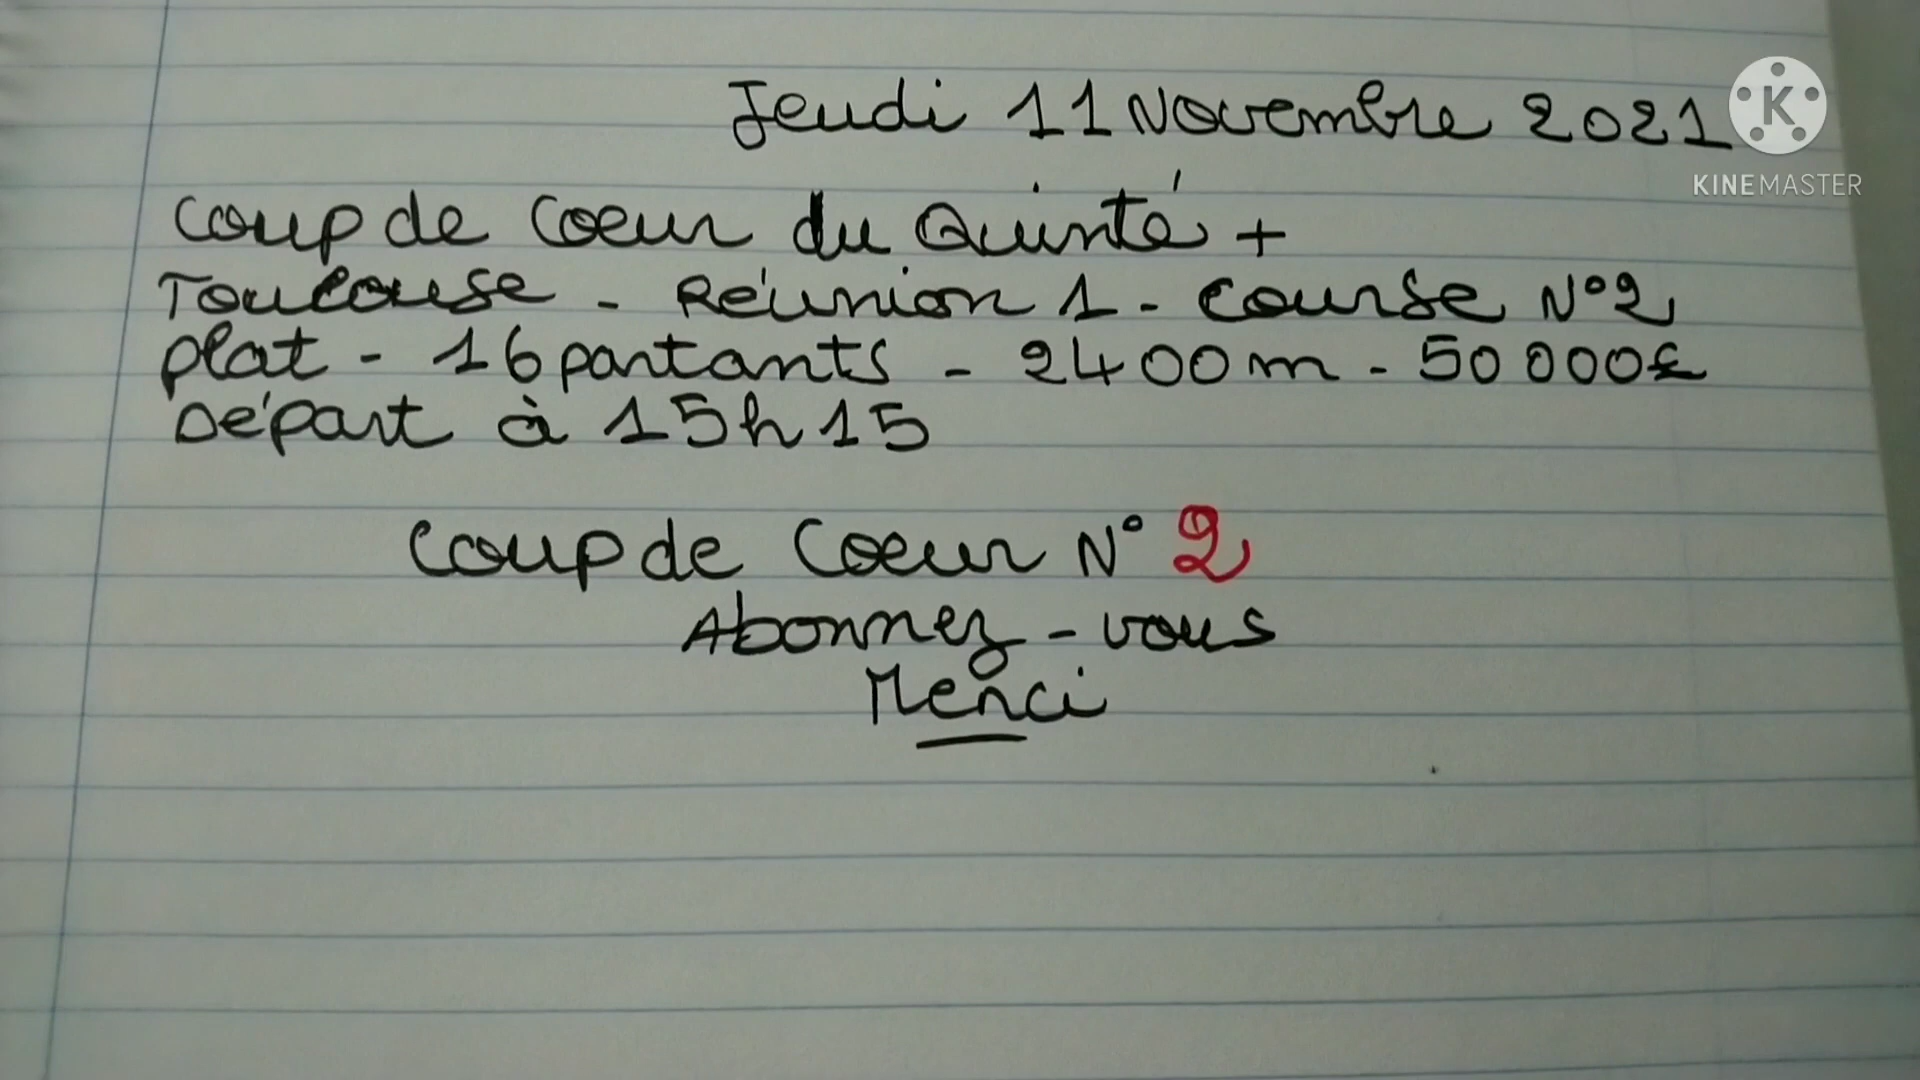 Jeudi 11 Novembre 2021
K
KINEMASTER
Coup de Coeur du Quinté +
Toulouse - Réunion 1 - Course N°2
plat - 16 partants - 2400m - 50 000€
Départ à 15h15
Coup de Coeur N° 2
Abonnez-vous
Merci